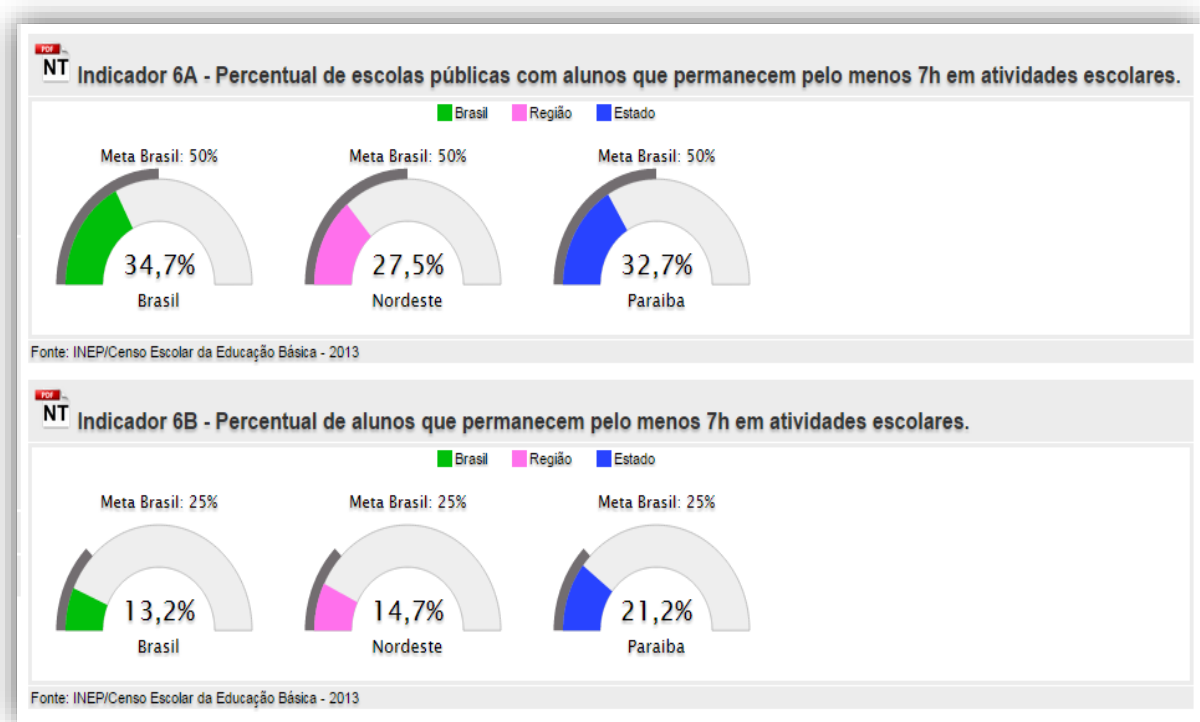 PDF
NT
Indicador 6A - Percentual de escolas públicas com alunos que permanecem pelo menos 7h em atividades escolares.
Brasil Região Estado
Meta Brasil: 50% Meta Brasil: 50% Meta Brasil: 50%
34,7% 27,5% 32,7%
Brasil Nordeste Paraiba
Fonte: INEP/Censo Escolar da Educação Básica - 2013
PDF
NT
Indicador 6B - Percentual de alunos que permanecem pelo menos 7h em atividades escolares.
Brasil Região Estado
Meta Brasil: 25% Meta Brasil: 25% Meta Brasil: 25%
13,2% 14,7% 21,2%
Brasil Nordeste Paraiba
Fonte: INEP/Censo Escolar da Educação Básica - 2013